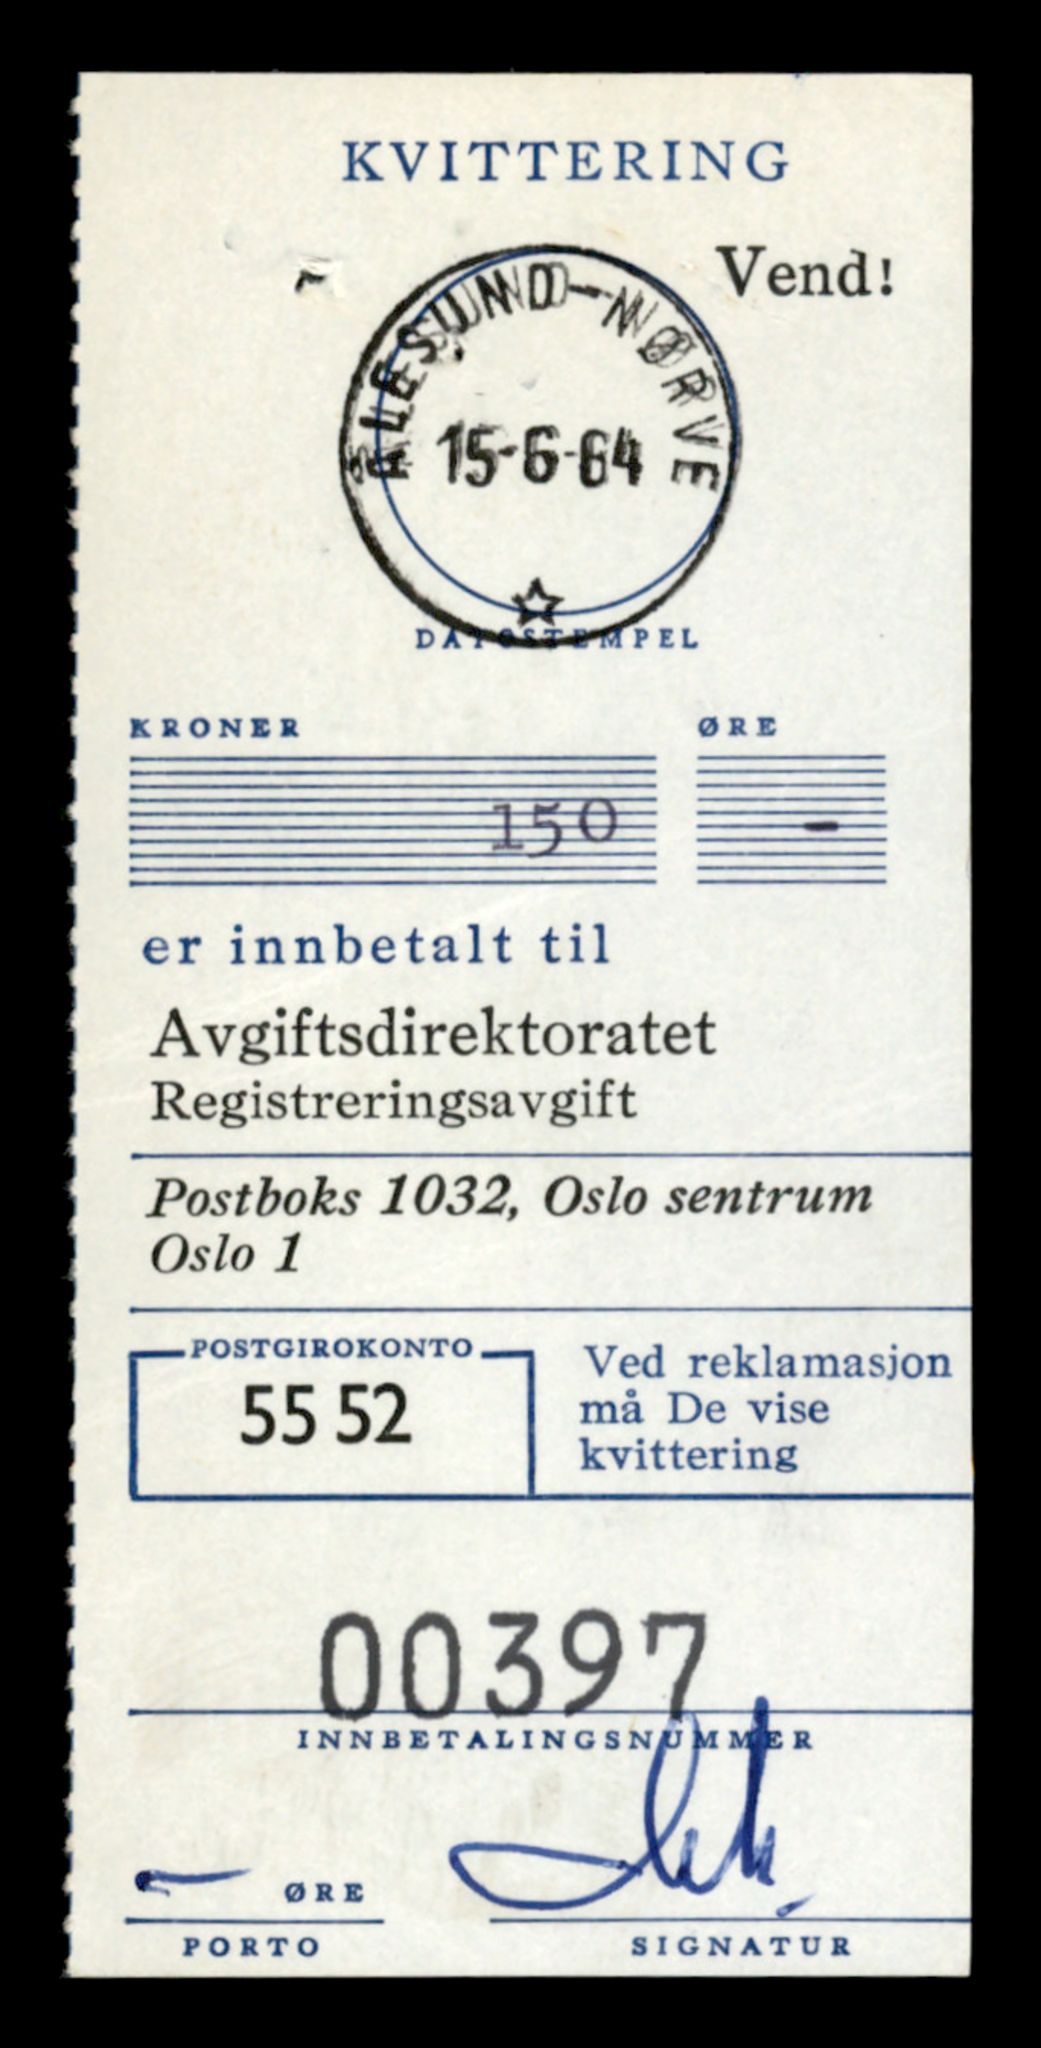 KVITTERING
Vend!
ÅLESUND-NØRVE
15-6-64
DATOSTEMPEL
KRONER ØRE
150 -
er innbetalt til
Avgiftsdirektoratet
Registreringsavgift
Postboks 1032, Oslo sentrum
Oslo 1
POSTGIROKONTO
55 52
Ved reklamasjon
må De vise
kvittering
00397
INNBETALINGSNUMMER
- ØRE
PORTO
SIGNATUR